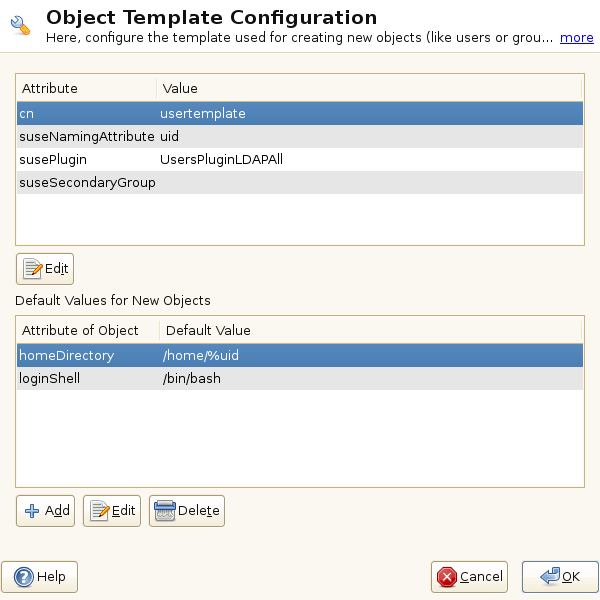 Object Template Configuration
Here, configure the template used for creating new objects (like users or grou... more
Attribute Value
cn usertemplate
suseNamingAttribute uid
susePlugin UsersPluginLDAPAll
suseSecondaryGroup
Edit
Default Values for New Objects
Attribute of Object Default Value
homeDirectory /home/%uid
loginShell /bin/bash
Add Edit Delete
Help Cancel OK